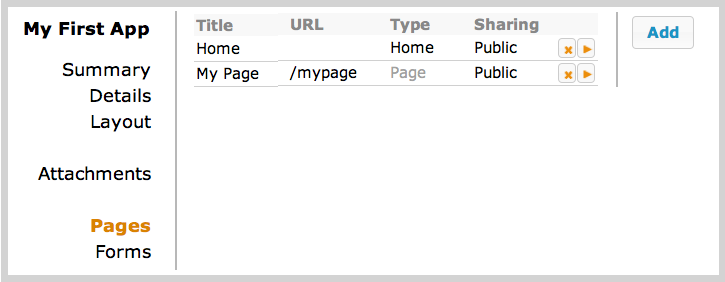 My First App
Summary
Details
Layout
Attachments
Pages
Forms
Title URL Type Sharing
Home Home Public x
My Page /mypage Page Public x
Add